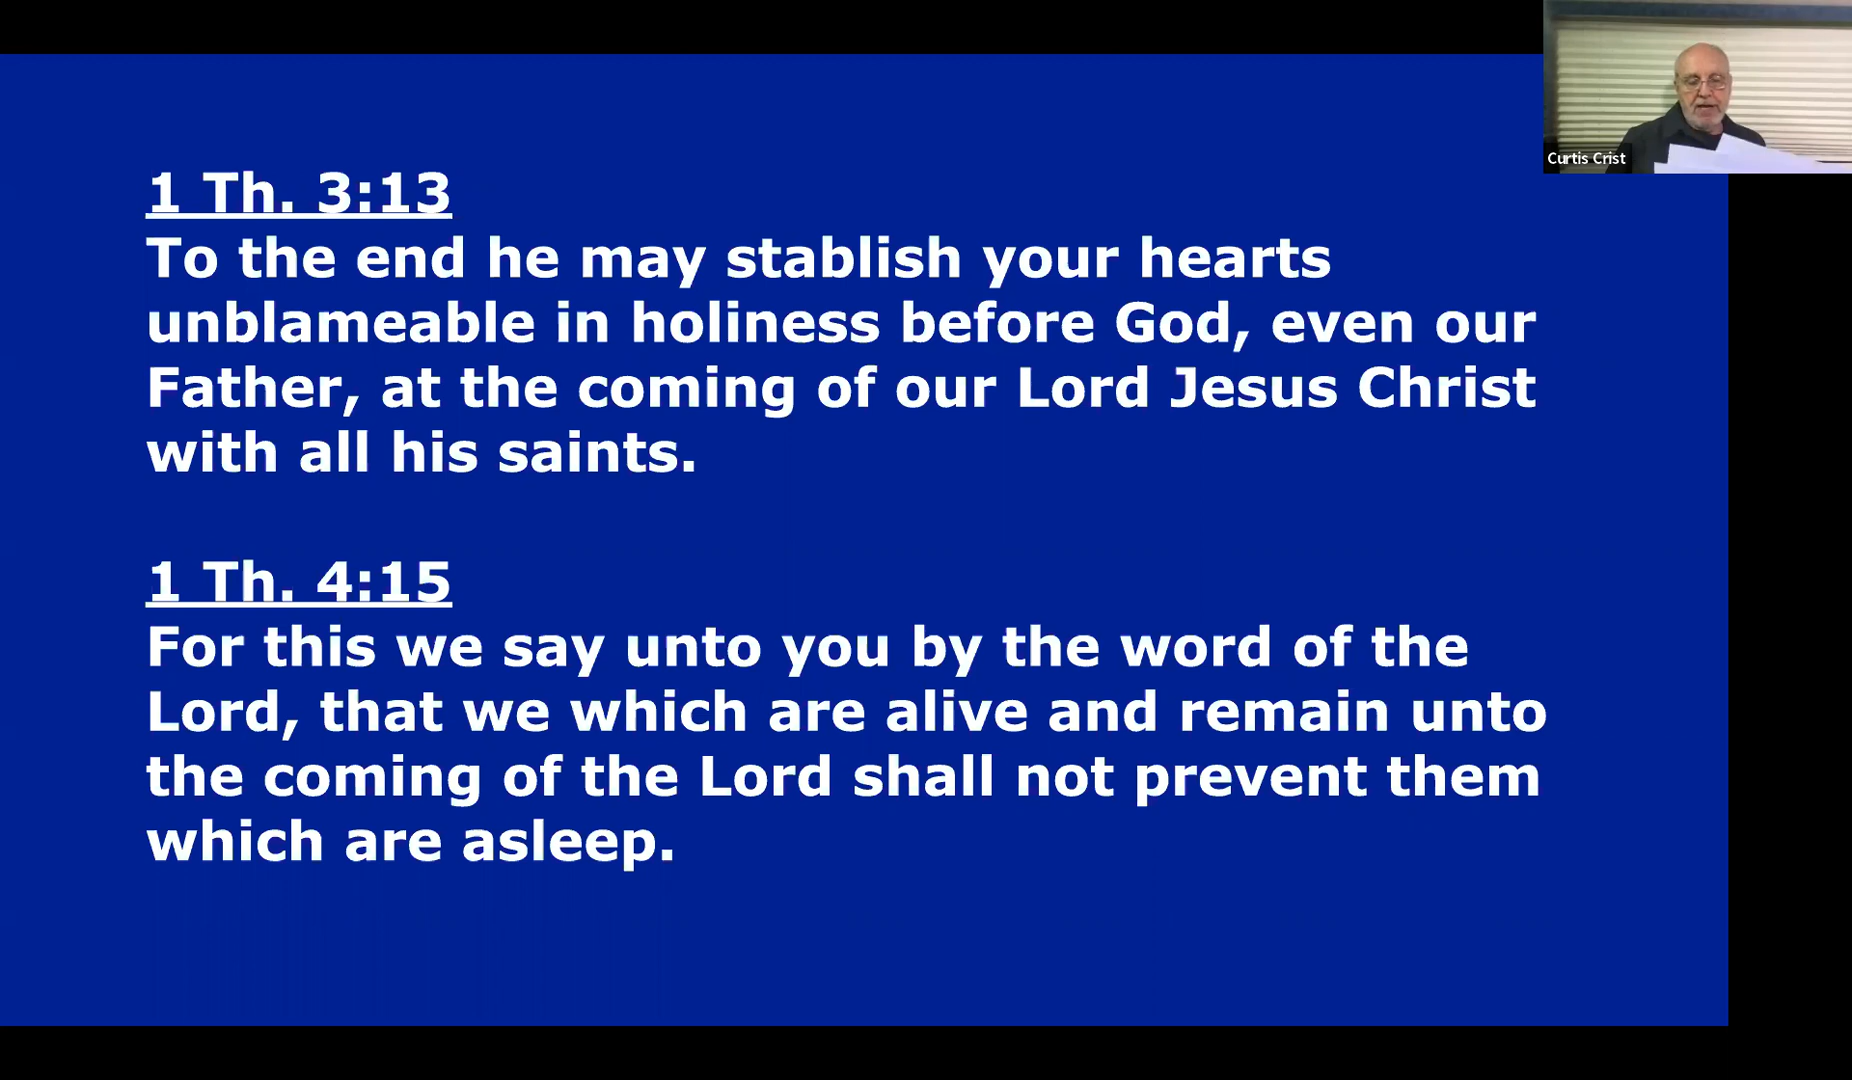 Curtis Crist
1 Th. 3:13
To the end he may stablish your hearts
unblameable in holiness before God, even our
Father, at the coming of our Lord Jesus Christ
with all his saints.
1 Th. 4:15
For this we say unto you by the word of the
Lord, that we which are alive and remain unto
the coming of the Lord shall not prevent them
which are asleep.